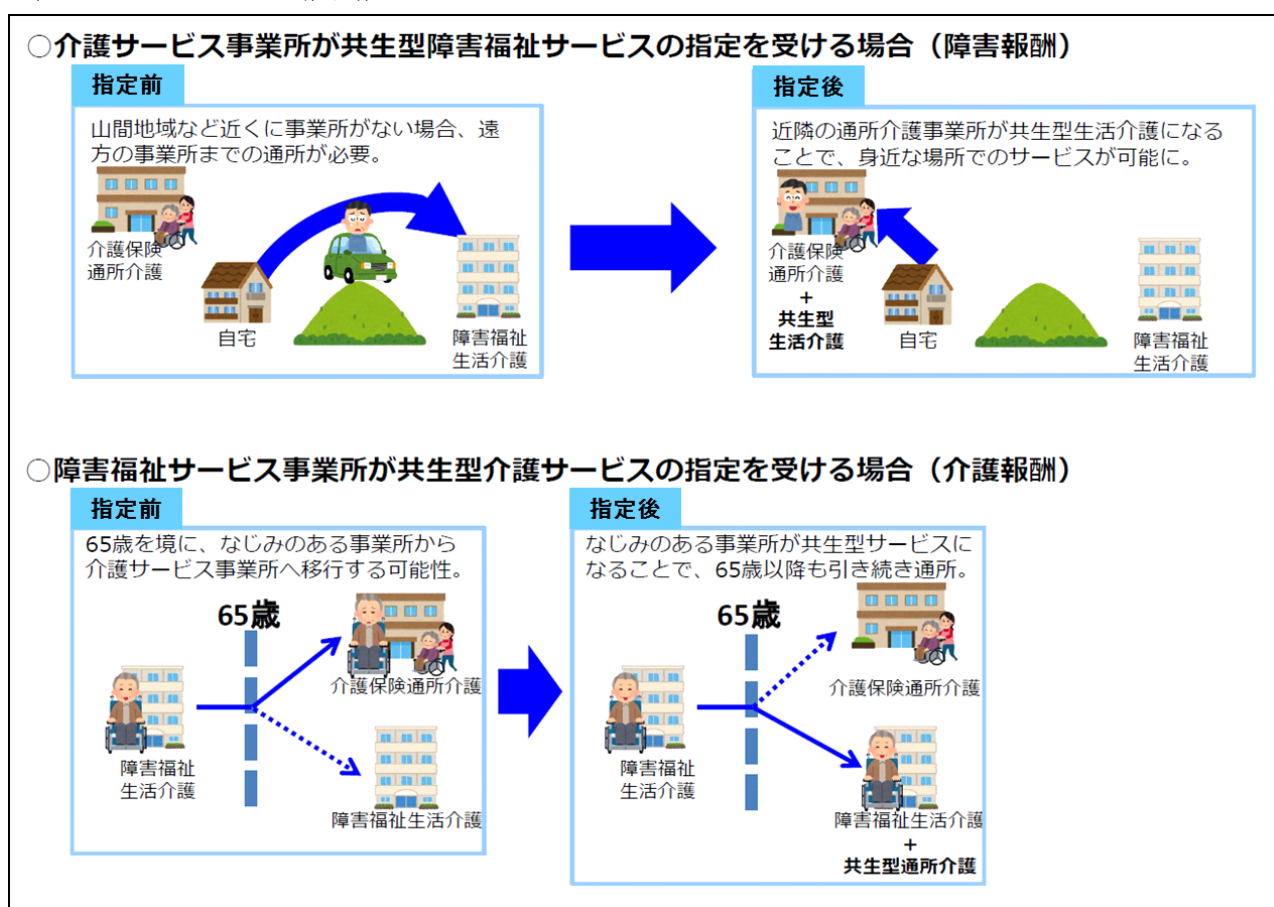 ○介護サービス事業所が共生型障害福祉サービスの指定を受ける場合（障害報酬）
指定前
山間地域など近くに事業所がない場合、遠
方の事業所までの通所が必要。
介護保険
通所介護
自宅
障害福祉
生活介護
指定後
近隣の通所介護事業所が共生型生活介護になる
ことで、身近な場所でのサービスが可能に。
介護保険
通所介護
+
共生型
生活介護
自宅
障害福祉
生活介護
○障害福祉サービス事業所が共生型介護サービスの指定を受ける場合（介護報酬）
指定前
65歳を境に、なじみのある事業所から
介護サービス事業所へ移行する可能性。
65歳
介護保険通所介護
障害福祉
生活介護
障害福祉生活介護
指定後
なじみのある事業所が共生型サービスに
なることで、65歳以降も引き続き通所。
65歳
介護保険通所介護
障害福祉
生活介護
障害福祉生活介護
+
共生型通所介護